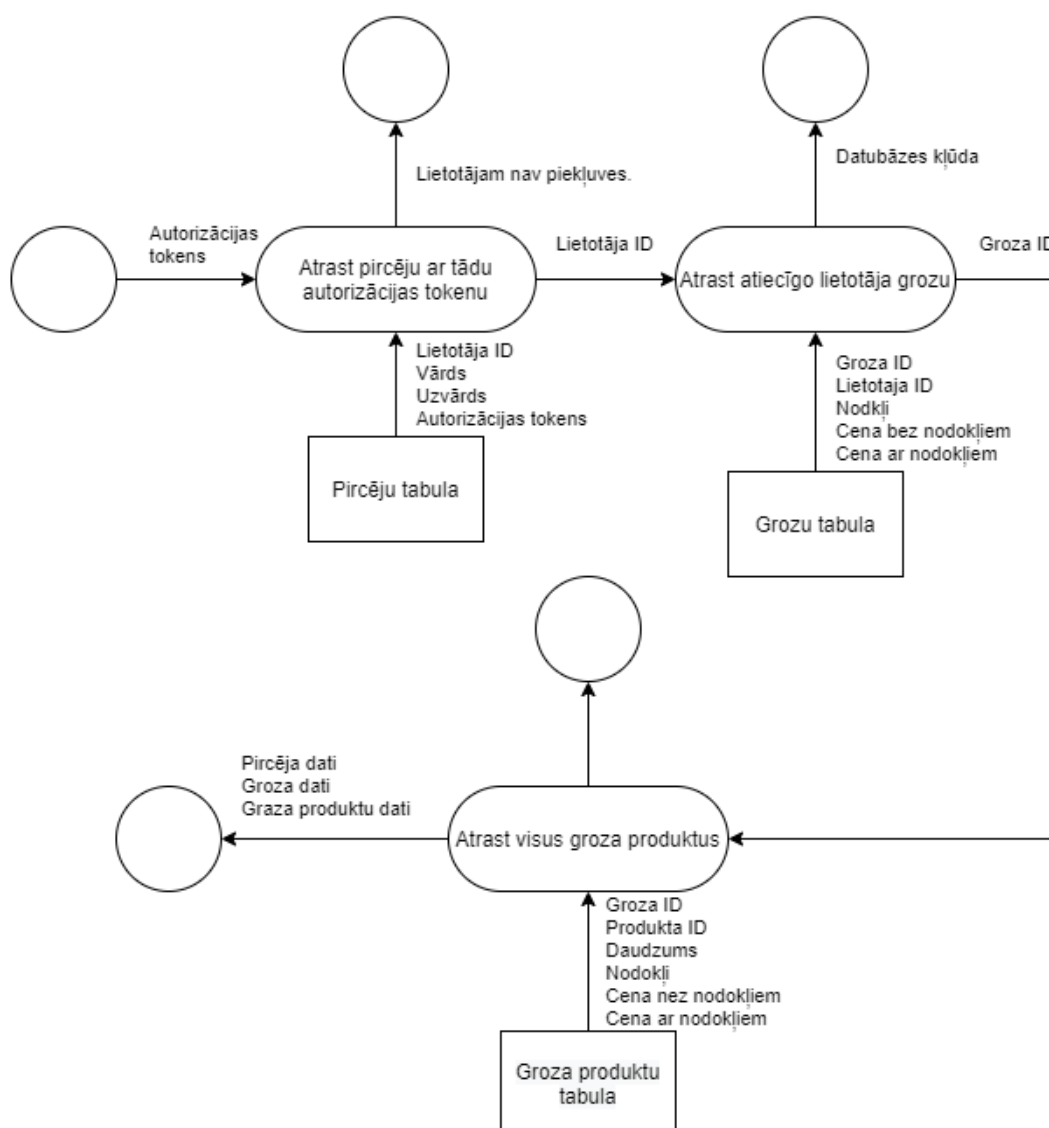 Lietotājam nav piekļuves.
Datubāzes kļūda
Autorizācijas
tokens
Atrast pircēju ar tādu
autorizācijas tokenu
Lietotāja ID
Atrast atiecīgo lietotāja grozu
Groza ID
Lietotāja ID
Vārds
Uzvārds
Autorizācijas tokens
Pircēju tabula
Groza ID
Lietotaja ID
Nodkļi
Cena bez nodokļiem
Cena ar nodokļiem
Grozu tabula
Pircēja dati
Groza dati
Graza produktu dati
Atrast visus groza produktus
Groza ID
Produkta ID
Daudzums
Nodokļi
Cena nez nodokļiem
Cena ar nodokļiem
Groza produktu
tabula